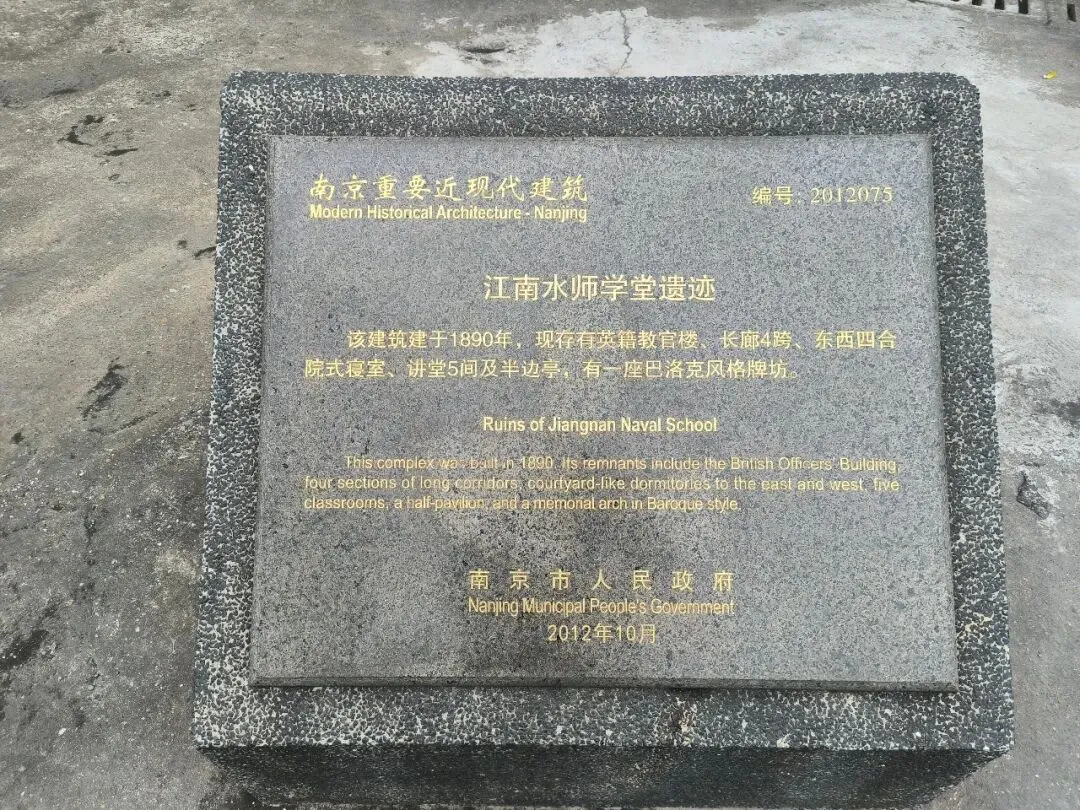 南京重要近现代建筑
Modern Historical Architecture - Nanjing
编号: 2012075
江南水师学堂遗迹
该建筑建于1890年，现存有英籍教官楼、长廊4跨、东西四合
院式寝室、讲堂5间及半边亭，有一座巴洛克风格牌坊。
Ruins of Jiangnan Naval School
This complex was built in 1890. Its remnants include the British Officers' Building,
four sections of long corridors, courtyard-like dormitories to the east and west, five
classrooms, a half-pavilion, and a memorial arch in Baroque style.
南京市人民政府
Nanjing Municipal People's Government
2012年10月